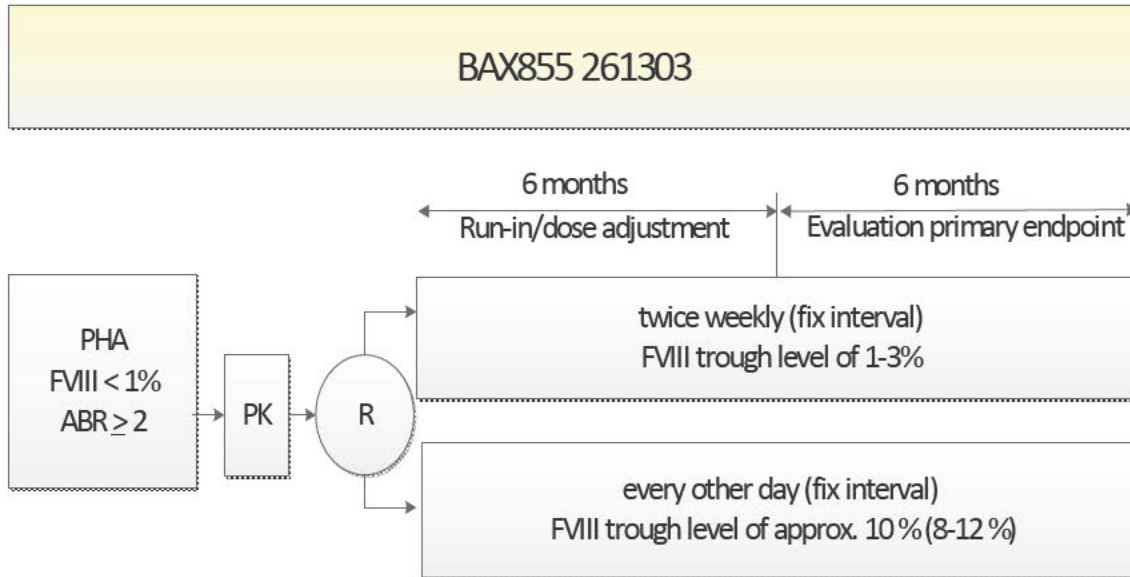 BAX855 261303
6 months
6 months
Run-in/dose adjustment
Evaluation primary endpoint
PHA
FVIII < 1%
ABR ≥ 2
PK
R
twice weekly (fix interval)
FVIII trough level of 1-3%
every other day (fix interval)
FVIII trough level of approx. 10 % (8-12 %)